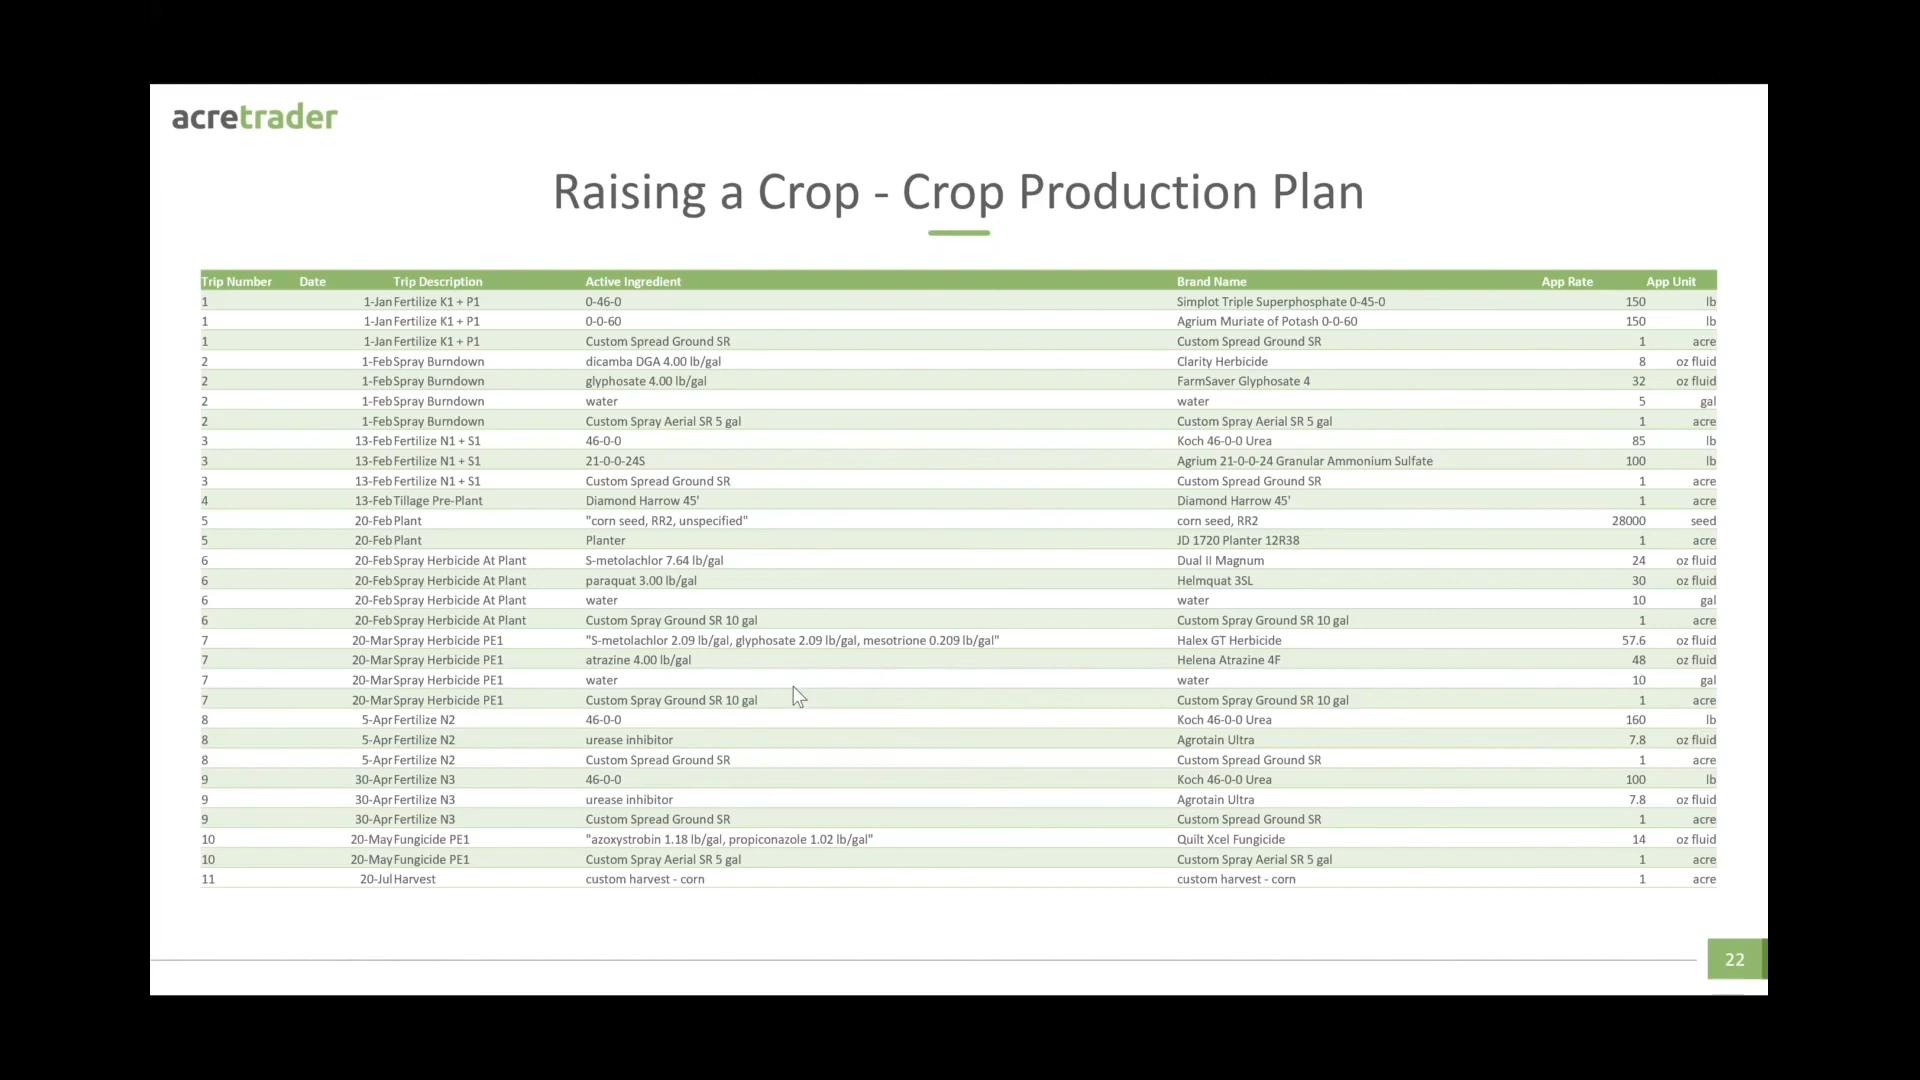 acretrader
Raising a Crop - Crop Production Plan
Trip Number Date Trip Description Active Ingredient Brand Name App Rate App Unit
1 1-Jan Fertilize K1 + P1 0-46-0 Simplot Triple Superphosphate 0-45-0 150 lb
1 1-Jan Fertilize K1 + P1 0-0-60 Agrium Muriate of Potash 0-0-60 150 lb
1 1-Jan Fertilize K1 + P1 Custom Spread Ground SR Custom Spread Ground SR 1 acre
2 1-Feb Spray Burndown dicamba DGA 4.00 lb/gal Clarity Herbicide 8 oz fluid
2 1-Feb Spray Burndown glyphosate 4.00 lb/gal FarmSaver Glyphosate 4 32 oz fluid
2 1-Feb Spray Burndown water water 5 gal
2 1-Feb Spray Burndown Custom Spray Aerial SR 5 gal Custom Spray Aerial SR 5 gal 1 acre
3 13-Feb Fertilize N1 + S1 46-0-0 Koch 46-0-0 Urea 85 lb
3 13-Feb Fertilize N1 + S1 21-0-0-24S Agrium 21-0-0-24 Granular Ammonium Sulfate 100 lb
3 13-Feb Fertilize N1 + S1 Custom Spread Ground SR Custom Spread Ground SR 1 acre
4 13-Feb Tillage Pre-Plant Diamond Harrow 45' Diamond Harrow 45' 1 acre
5 20-Feb Plant "corn seed, RR2, unspecified" corn seed, RR2 28000 seed
5 20-Feb Plant Planter JD 1720 Planter 12R38 1 acre
6 20-Feb Spray Herbicide At Plant S-metolachlor 7.64 lb/gal Dual II Magnum 24 oz fluid
6 20-Feb Spray Herbicide At Plant paraquat 3.00 lb/gal Helmquat 3SL 30 oz fluid
6 20-Feb Spray Herbicide At Plant water water 10 gal
6 20-Feb Spray Herbicide At Plant Custom Spray Ground SR 10 gal Custom Spray Ground SR 10 gal 1 acre
7 20-Mar Spray Herbicide PE1 "S-metolachlor 2.09 lb/gal, glyphosate 2.09 lb/gal, mesotrione 0.209 lb/gal" Halex GT Herbicide 57.6 oz fluid
7 20-Mar Spray Herbicide PE1 atrazine 4.00 lb/gal Helena Atrazine 4F 48 oz fluid
7 20-Mar Spray Herbicide PE1 water water 10 gal
7 20-Mar Spray Herbicide PE1 Custom Spray Ground SR 10 gal Custom Spray Ground SR 10 gal 1 acre
8 5-Apr Fertilize N2 46-0-0 Koch 46-0-0 Urea 160 lb
8 5-Apr Fertilize N2 urease inhibitor Agrotain Ultra 7.8 oz fluid
8 5-Apr Fertilize N2 Custom Spread Ground SR Custom Spread Ground SR 1 acre
9 30-Apr Fertilize N3 46-0-0 Koch 46-0-0 Urea 100 lb
9 30-Apr Fertilize N3 urease inhibitor Agrotain Ultra 7.8 oz fluid
9 30-Apr Fertilize N3 Custom Spread Ground SR Custom Spread Ground SR 1 acre
10 20-May Fungicide PE1 "azoxystrobin 1.18 lb/gal, propiconazole 1.02 lb/gal" Quilt Xcel Fungicide 14 oz fluid
10 20-May Fungicide PE1 Custom Spray Aerial SR 5 gal Custom Spray Aerial SR 5 gal 1 acre
11 20-Jul Harvest custom harvest - corn custom harvest - corn 1 acre
22